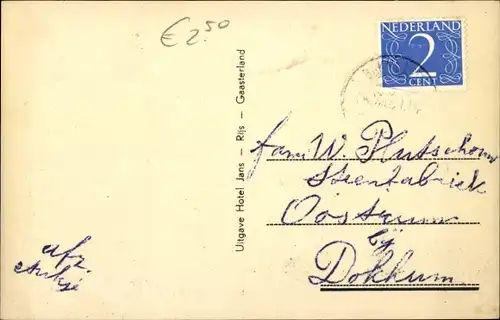 € 2.50
NEDERLAND
2
CENT
Uitgave Hotel Jans – Rijs – Gaasterland
fam. W. Plutschouw
Steenfabriek
Oostrum
bij
Dokkum
afz.